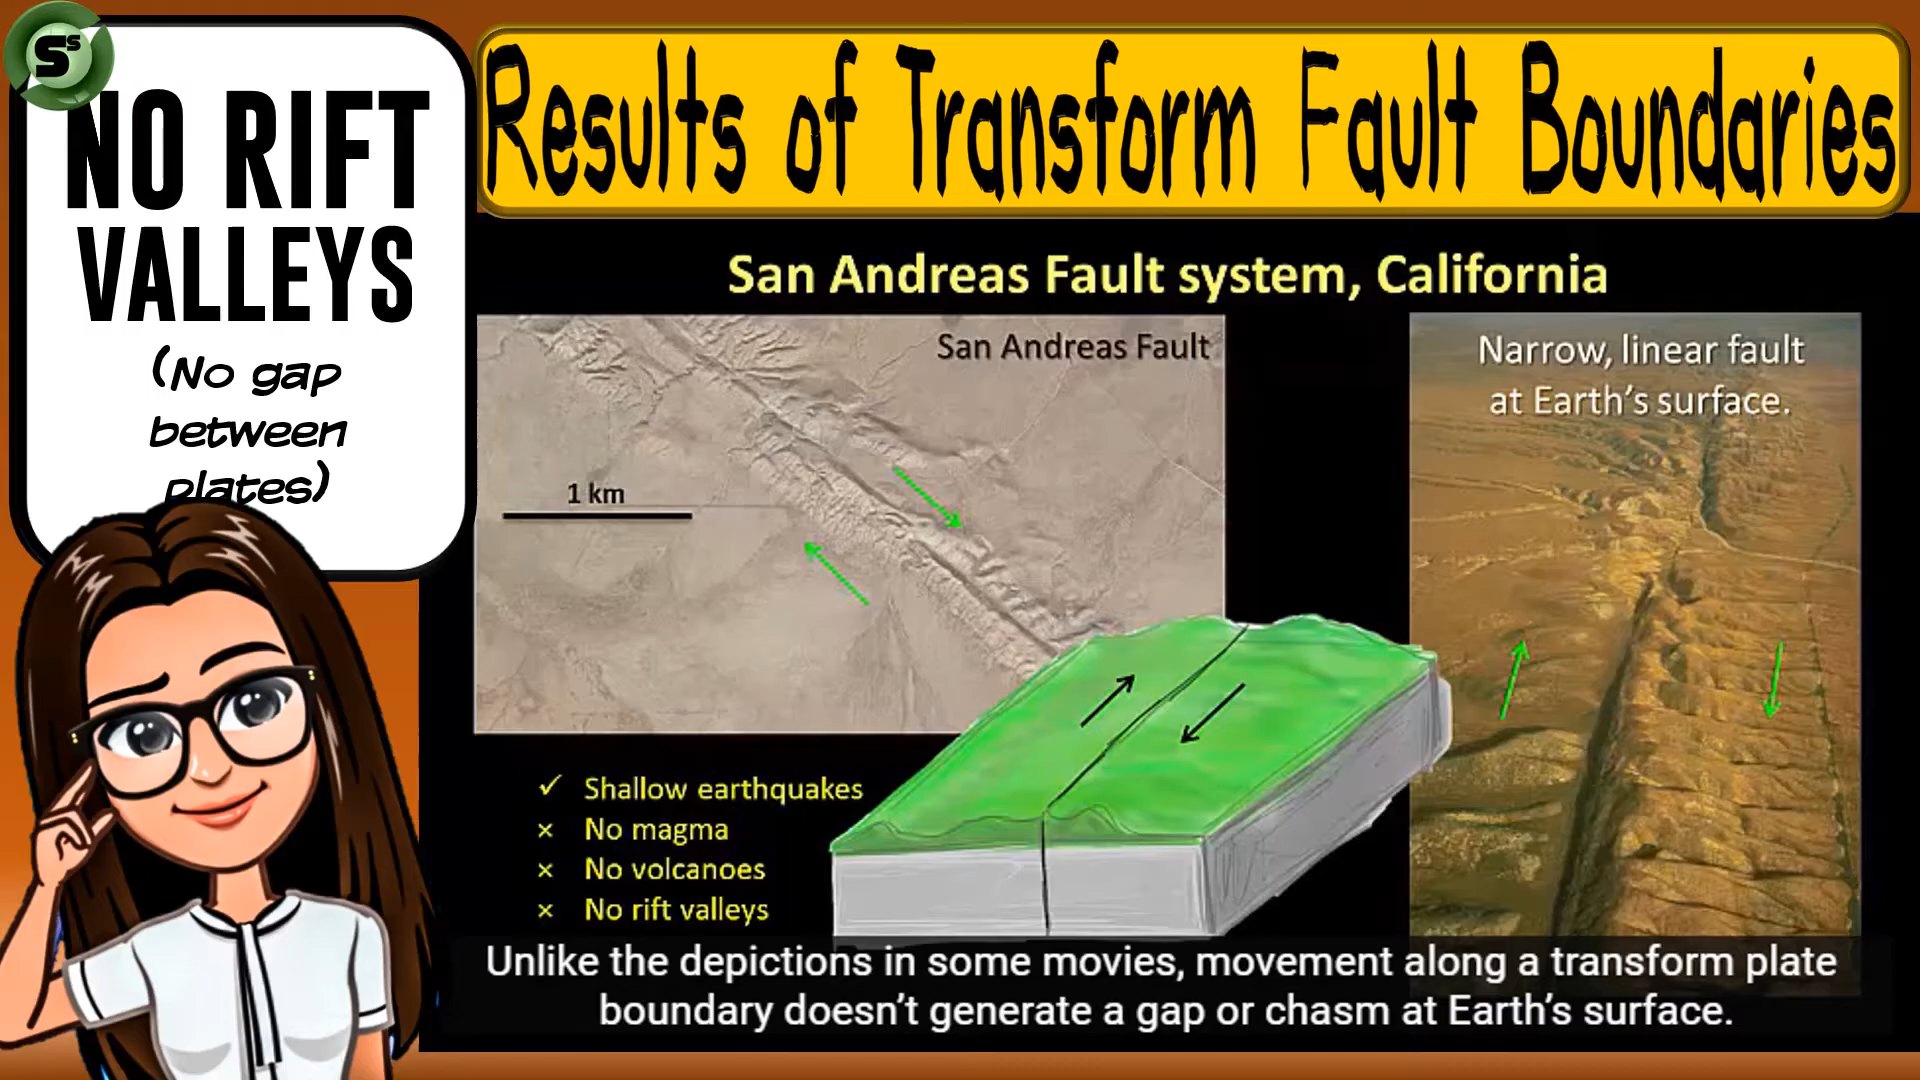 Ss
NO RIFT
VALLEYS
(No gap
between
plates)
Results of Transform Fault Boundaries
San Andreas Fault system, California
San Andreas Fault
1 km
Narrow, linear fault
at Earth's surface.
✓ Shallow earthquakes
× No magma
× No volcanoes
× No rift valleys
Unlike the depictions in some movies, movement along a transform plate
boundary doesn't generate a gap or chasm at Earth's surface.